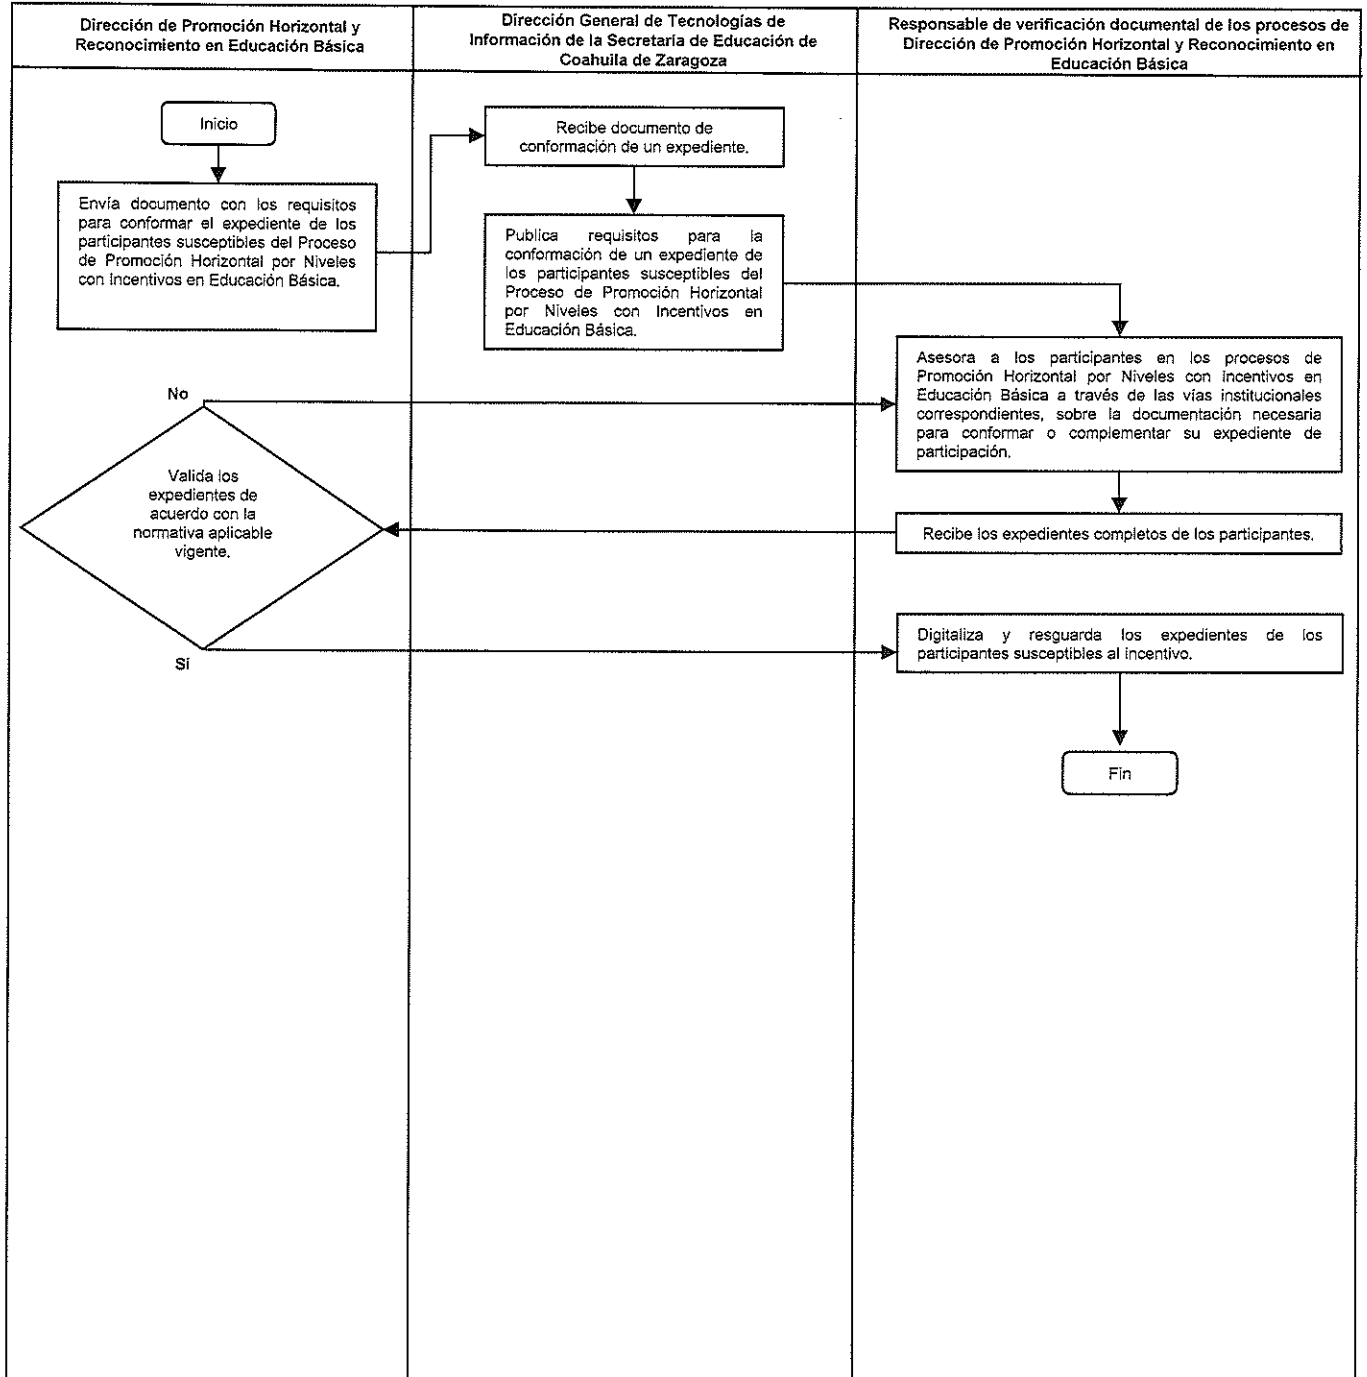 Dirección de Promoción Horizontal y
Reconocimiento en Educación Básica
Dirección General de Tecnologías de
Información de la Secretaría de Educación de
Coahuila de Zaragoza
Responsable de verificación documental de los procesos de
Dirección de Promoción Horizontal y Reconocimiento en
Educación Básica
Inicio
Envía documento con los requisitos
para conformar el expediente de los
participantes susceptibles del Proceso
de Promoción Horizontal por Niveles
con Incentivos en Educación Básica.
Recibe documento de
conformación de un expediente.
Publica requisitos para la
conformación de un expediente de
los participantes susceptibles del
Proceso de Promoción Horizontal
por Niveles con Incentivos en
Educación Básica.
Asesora a los participantes en los procesos de
Promoción Horizontal por Niveles con Incentivos en
Educación Básica a través de las vías institucionales
correspondientes, sobre la documentación necesaria
para conformar o complementar su expediente de
participación.
No
Valida los
expedientes de
acuerdo con la
normativa aplicable
vigente.
Recibe los expedientes completos de los participantes.
Sí
Digitaliza y resguarda los expedientes de los
participantes susceptibles al incentivo.
Fin